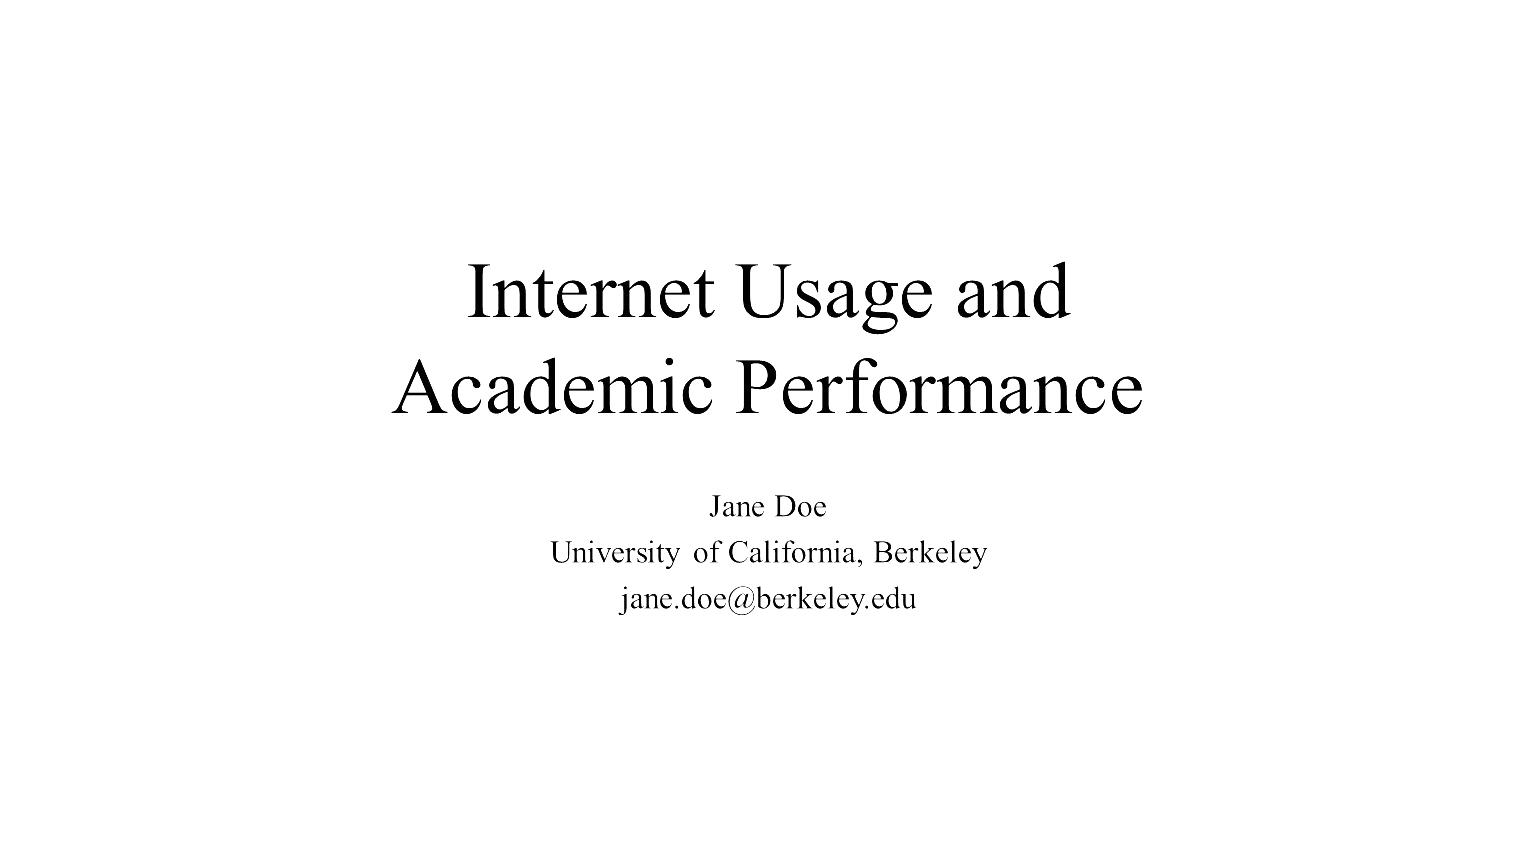 Internet Usage and
Academic Performance
Jane Doe
University of California, Berkeley
jane.doe@berkeley.edu